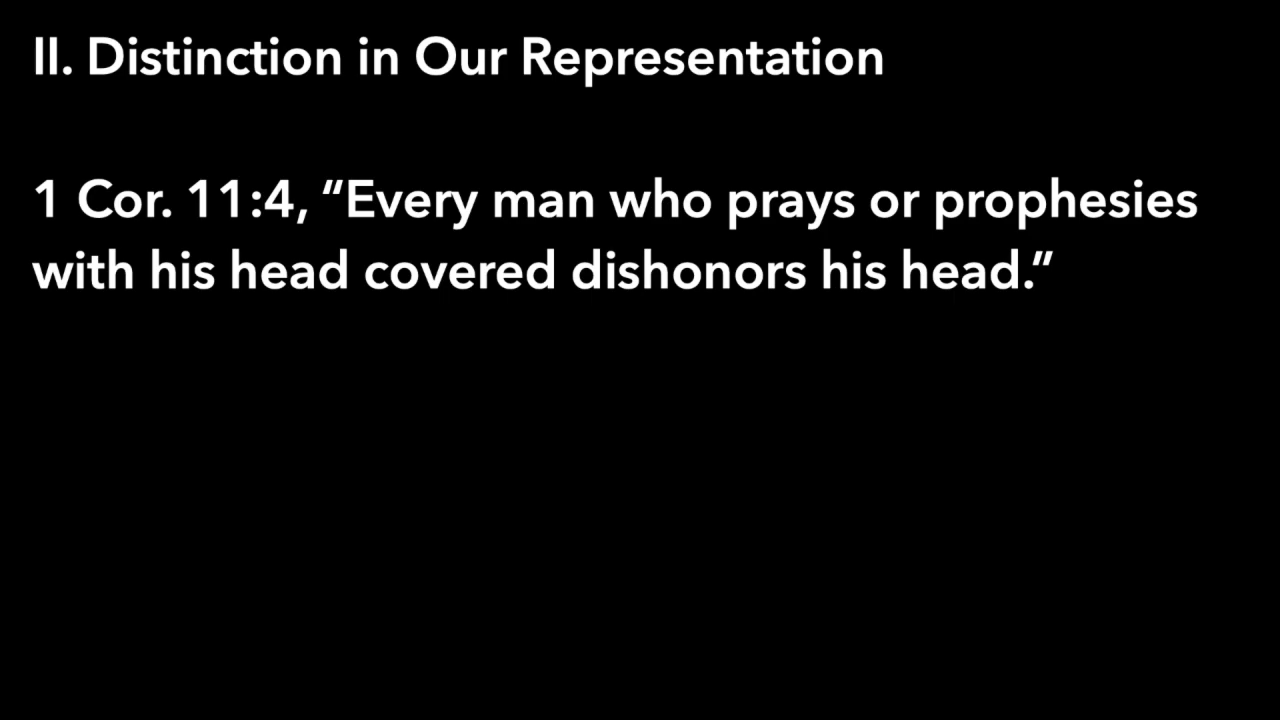 II. Distinction in Our Representation
1 Cor. 11:4, “Every man who prays or prophesies
with his head covered dishonors his head.”